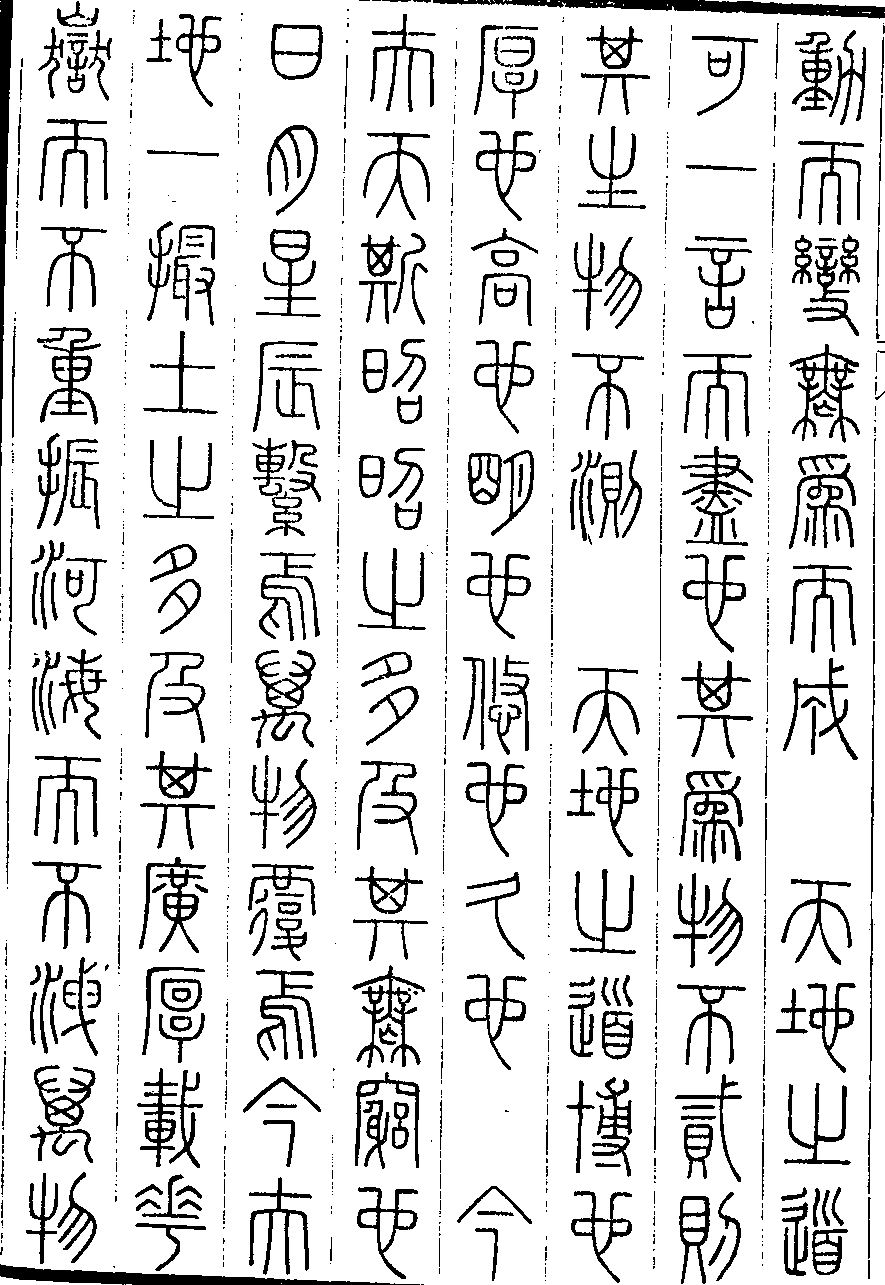 動而變無爲而成　天地之道
可一言而盡也其爲物不貳則
其生物不測　天地之道博也
厚也高也明也悠也久也　今
夫天斯昭昭之多及其無窮也
日月星辰繫焉萬物覆焉今夫
地一撮土之多及其廣厚載華
嶽而不重振河海而不洩萬物